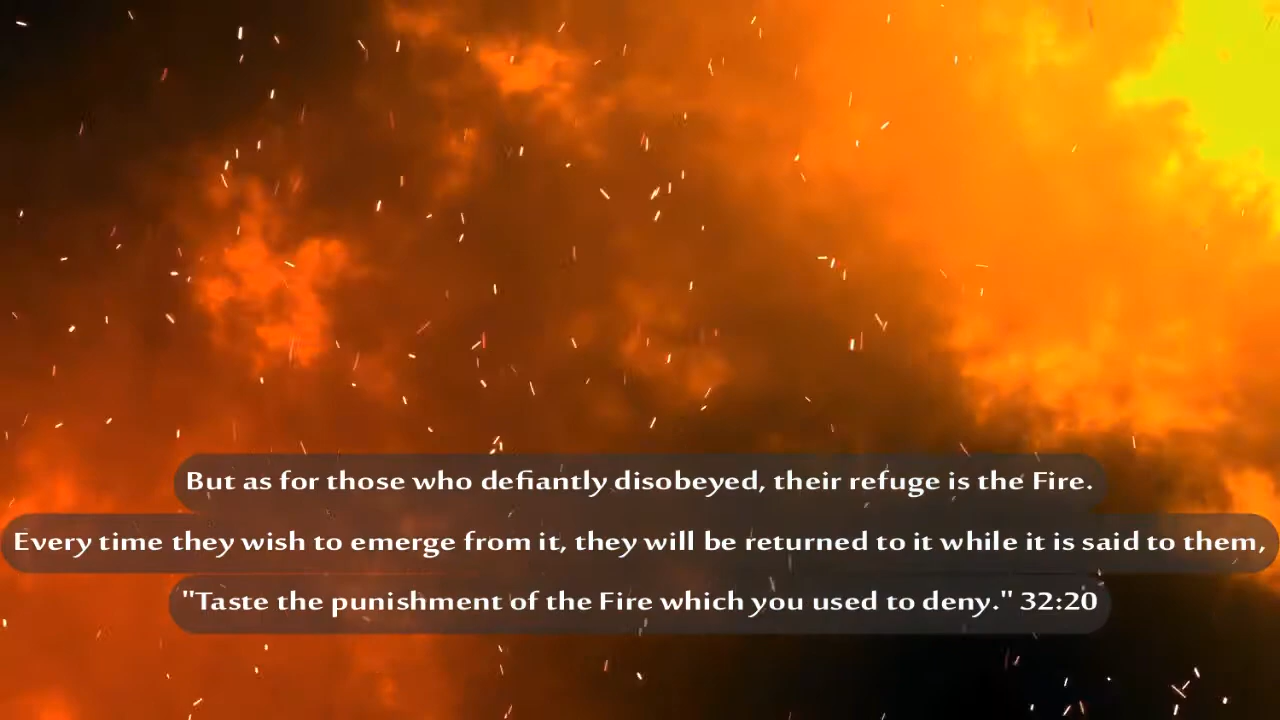 But as for those who defiantly disobeyed, their refuge is the Fire.
Every time they wish to emerge from it, they will be returned to it while it is said to them,
"Taste the punishment of the Fire which you used to deny." 32:20